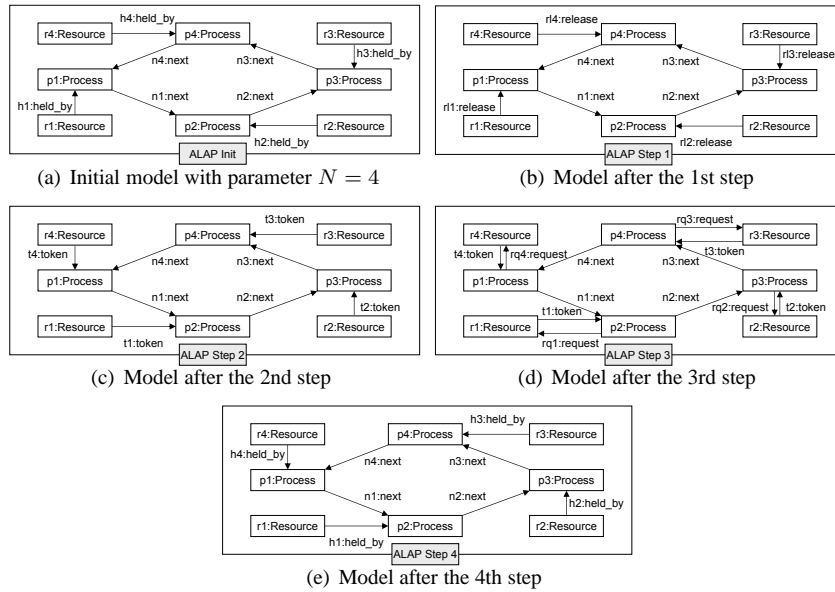 h4:held_by
r4:Resource
p4:Process
r3:Resource
h3:held_by
n4:next
n3:next
p1:Process
p3:Process
h1:held_by
n1:next
n2:next
r1:Resource
p2:Process
r2:Resource
h2:held_by
ALAP Init
(a) Initial model with parameter N = 4
rl4:release
r4:Resource
p4:Process
r3:Resource
rl3:release
n4:next
n3:next
p1:Process
p3:Process
rl1:release
n1:next
n2:next
r1:Resource
p2:Process
r2:Resource
rl2:release
ALAP Step 1
(b) Model after the 1st step
t3:token
r4:Resource
p4:Process
r3:Resource
t4:token
n4:next
n3:next
p1:Process
p3:Process
n1:next
n2:next
t2:token
r1:Resource
p2:Process
r2:Resource
t1:token
ALAP Step 2
(c) Model after the 2nd step
rq3:request
r4:Resource
p4:Process
r3:Resource
t4:token
rq4:request
t3:token
n4:next
n3:next
p1:Process
p3:Process
n1:next
n2:next
t1:token
rq2:request
t2:token
r1:Resource
p2:Process
r2:Resource
rq1:request
ALAP Step 3
(d) Model after the 3rd step
h3:held_by
r4:Resource
p4:Process
r3:Resource
h4:held_by
n4:next
n3:next
p1:Process
p3:Process
n1:next
n2:next
h2:held_by
r1:Resource
p2:Process
r2:Resource
h1:held_by
ALAP Step 4
(e) Model after the 4th step